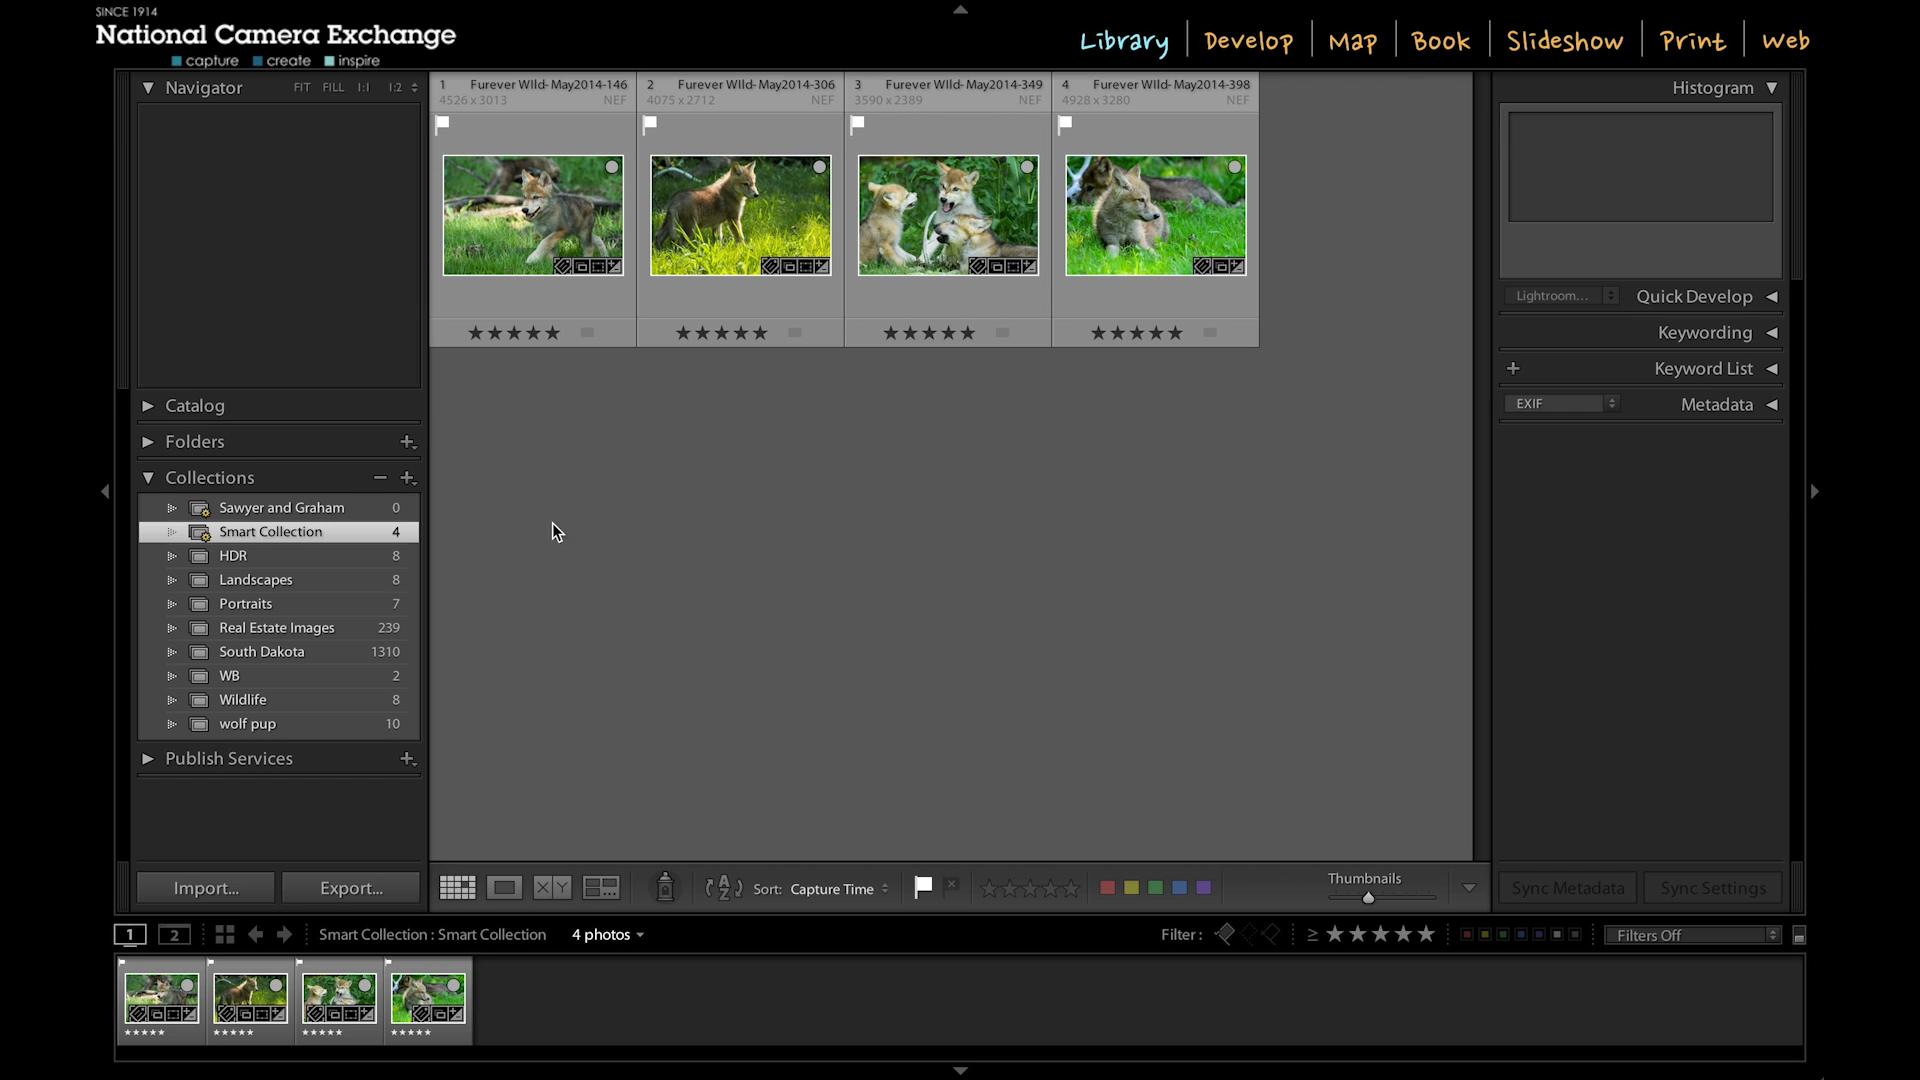 SINCE 1914
National Camera Exchange
capture create inspire
Library Develop Map Book Slideshow Print Web
Navigator FIT FILL 1:1 1:2
1 Furever WIld-May2014-146
4526 x 3013 NEF
2 Furever WIld-May2014-306
4075 x 2712 NEF
3 Furever WIld-May2014-349
3590 x 2389 NEF
4 Furever WIld-May2014-398
4928 x 3280 NEF
Histogram
Lightroom... Quick Develop
Keywording
Keyword List
EXIF Metadata
Catalog
Folders
Collections
Sawyer and Graham 0
Smart Collection 4
HDR 8
Landscapes 8
Portraits 7
Real Estate Images 239
South Dakota 1310
WB 2
Wildlife 8
wolf pup 10
Publish Services
Import... Export...
X Y
A Z
Sort: Capture Time
Thumbnails
Sync Metadata Sync Settings
1 2 Smart Collection : Smart Collection 4 photos
Filter : ≥ Filters Off